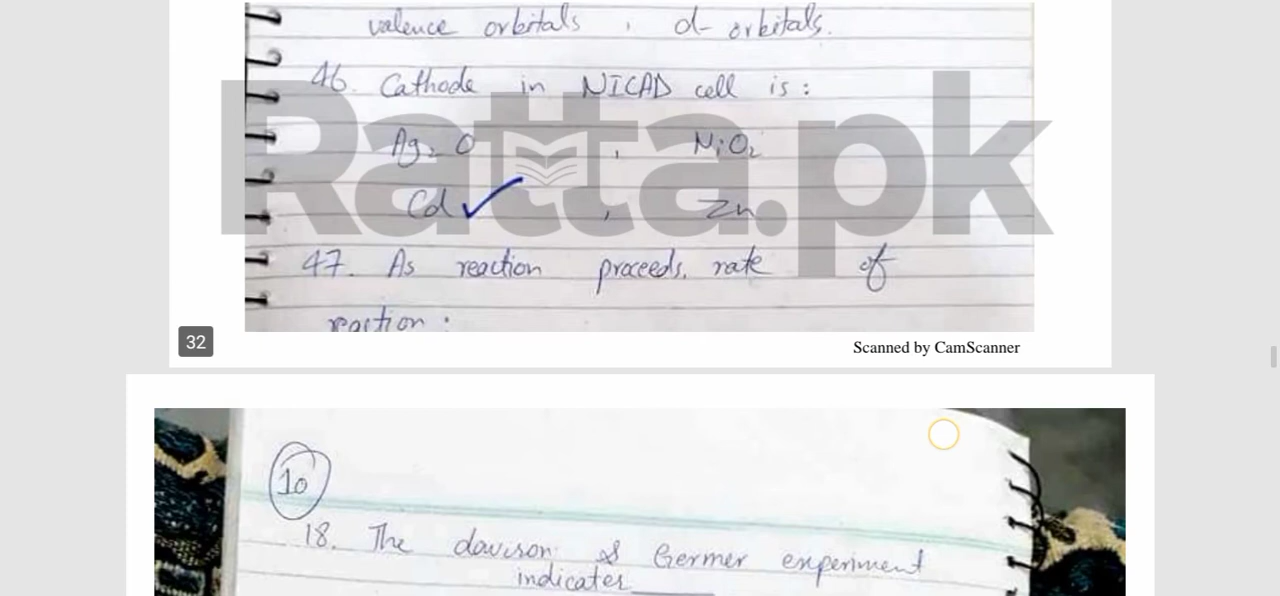 valence orbitals , d- orbitals.
46. Cathode in NICAD cell is :
Ag2O , NiO2
Cd ✓ , Zn
47. As reaction proceeds. rate of
reaction :
Ratta.pk
32
Scanned by CamScanner
10
18. The davison & Germer experiment
indicates____